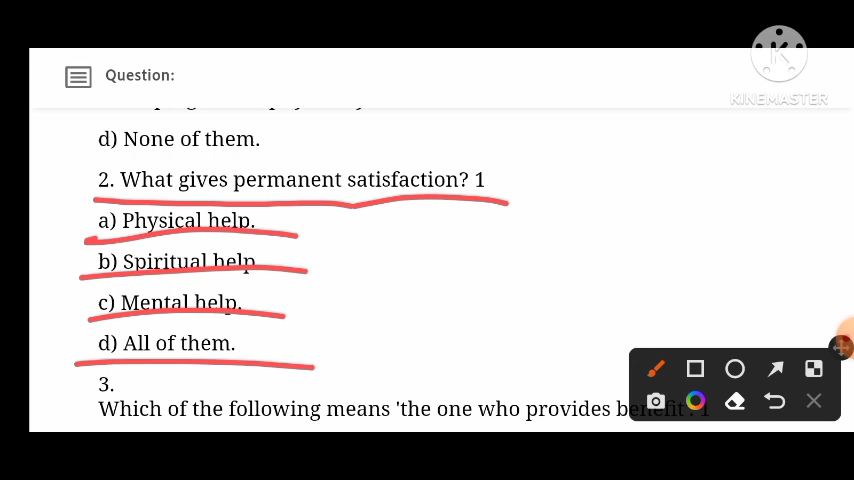 KINEMASTER
Question:
d) None of them.
2. What gives permanent satisfaction? 1
a) Physical help.
b) Spiritual help
c) Mental help.
d) All of them.
3.
Which of the following means 'the one who provides benefit'? 1